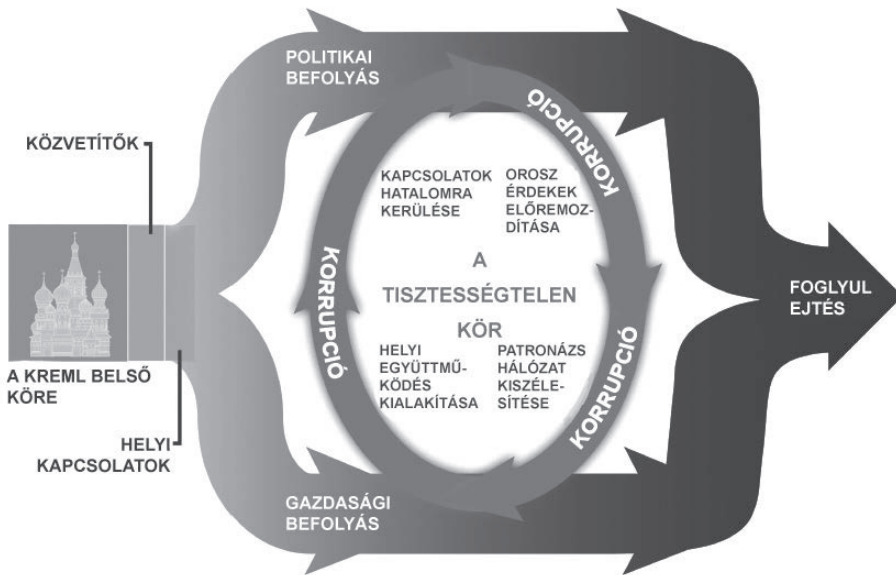 POLITIKAI
BEFOLYÁS
KÖZVETÍTŐK
A KREML BELSŐ
KÖRE
HELYI
KAPCSOLATOK
KORRUPCIÓ
KAPCSOLATOK
HATALOMRA
KERÜLÉSE
OROSZ
ÉRDEKEK
ELŐREMOZ-
DÍTÁSA
KORRUPCIÓ
A
TISZTESSÉGTELEN
KÖR
HELYI
EGYÜTTMŰ-
KÖDÉS
KIALAKÍTÁSA
PATRONÁZS
HÁLÓZAT
KISZÉLE-
SÍTÉSE
KORRUPCIÓ
GAZDASÁGI
BEFOLYÁS
FOGLYUL
EJTÉS